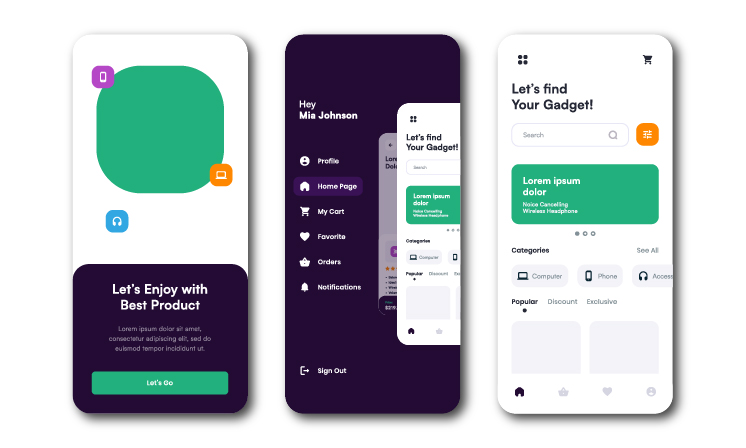 Let's Enjoy with
Best Product
Lorem ipsum dolor sit amet,
consectetur adipiscing elit, sed do
eiusmod tempor incididunt ut.
Let's Go
Hey
Mia Johnson
Profile
Home Page
My Cart
Favorite
Orders
Notifications
Sign Out
Let's find
Your Gadget!
Search
Lorem ipsum
dolor
Noice Cancelling
Wireless Headphone
Categories
Computer
Popular
Discount
Let's find
Your Gadget!
Search
Lorem ipsum
dolor
Noice Cancelling
Wireless Headphone
Categories
See All
Computer
Phone
Access
Popular
Discount
Exclusive